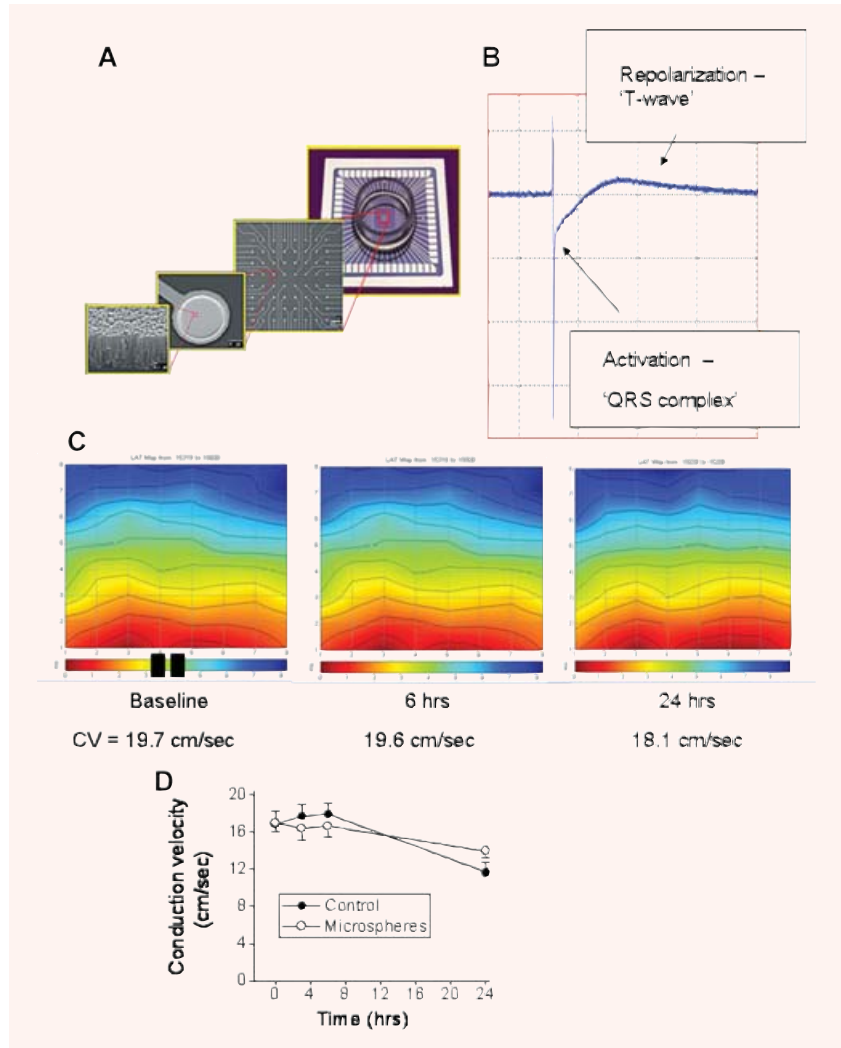 A
B
Repolarization –
'T-wave'
Activation –
'QRS complex'
C
Baseline
6 hrs
24 hrs
CV = 19.7 cm/sec
19.6 cm/sec
18.1 cm/sec
D
Conduction velocity
(cm/sec)
20
16
12
8
4
0
Control
Microspheres
0 4 8 12 16 20 24
Time (hrs)